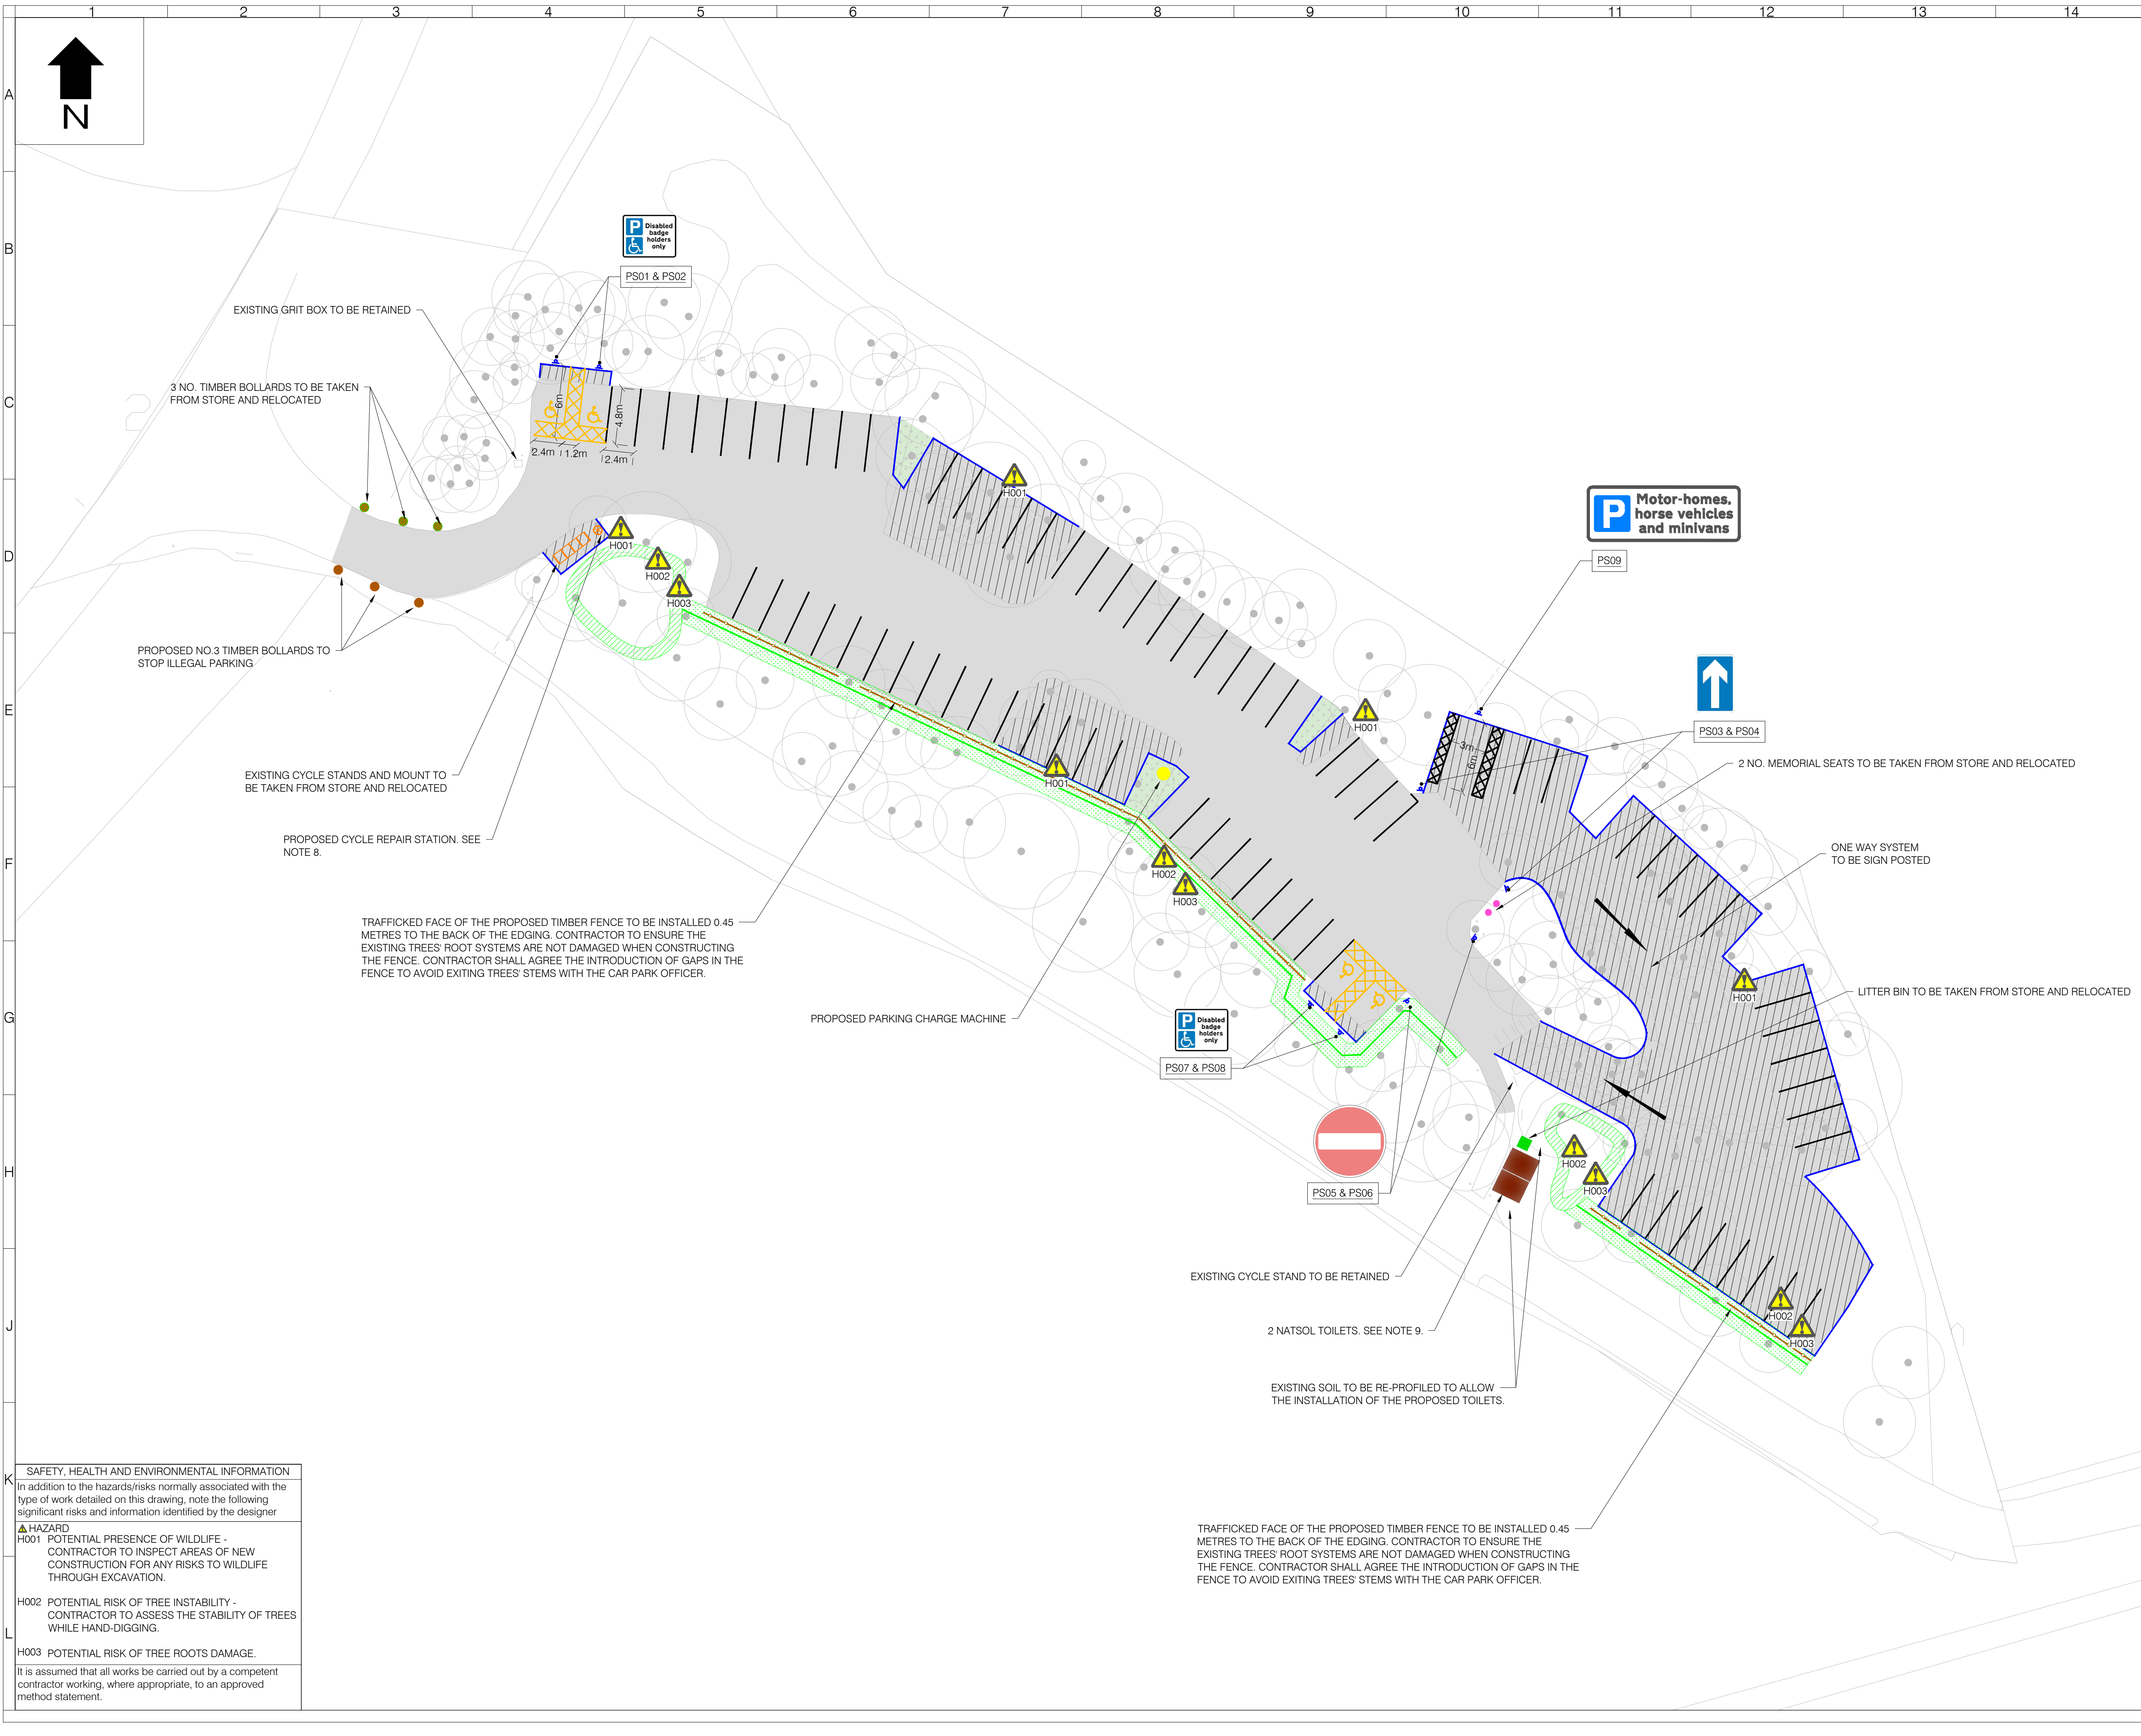 1 2 3 4 5 6 7 8 9 10 11 12 13 14
A
N
B
P Disabled
badge
holders
only
PS01 & PS02
EXISTING GRIT BOX TO BE RETAINED
C
3 NO. TIMBER BOLLARDS TO BE TAKEN
FROM STORE AND RELOCATED
6m
4.8m
2.4m
1.2m
2.4m
H001
D
P Motor-homes,
horse vehicles
and minivans
PS09
H001
H002
H003
PROPOSED NO.3 TIMBER BOLLARDS TO
STOP ILLEGAL PARKING
E
H001
3m
6m
PS03 & PS04
2 NO. MEMORIAL SEATS TO BE TAKEN FROM STORE AND RELOCATED
EXISTING CYCLE STANDS AND MOUNT TO
BE TAKEN FROM STORE AND RELOCATED
H001
PROPOSED CYCLE REPAIR STATION. SEE
NOTE 8.
F
ONE WAY SYSTEM
TO BE SIGN POSTED
H002
H003
TRAFFICKED FACE OF THE PROPOSED TIMBER FENCE TO BE INSTALLED 0.45
METRES TO THE BACK OF THE EDGING. CONTRACTOR TO ENSURE THE
EXISTING TREES' ROOT SYSTEMS ARE NOT DAMAGED WHEN CONSTRUCTING
THE FENCE. CONTRACTOR SHALL AGREE THE INTRODUCTION OF GAPS IN THE
FENCE TO AVOID EXITING TREES' STEMS WITH THE CAR PARK OFFICER.
H001
LITTER BIN TO BE TAKEN FROM STORE AND RELOCATED
G
PROPOSED PARKING CHARGE MACHINE
P Disabled
badge
holders
only
PS07 & PS08
H
H002
H003
PS05 & PS06
EXISTING CYCLE STAND TO BE RETAINED
J
2 NATSOL TOILETS. SEE NOTE 9.
H002
H003
EXISTING SOIL TO BE RE-PROFILED TO ALLOW
THE INSTALLATION OF THE PROPOSED TOILETS.
K
SAFETY, HEALTH AND ENVIRONMENTAL INFORMATION
In addition to the hazards/risks normally associated with the
type of work detailed on this drawing, note the following
significant risks and information identified by the designer
HAZARD
H001 POTENTIAL PRESENCE OF WILDLIFE -
CONTRACTOR TO INSPECT AREAS OF NEW
CONSTRUCTION FOR ANY RISKS TO WILDLIFE
THROUGH EXCAVATION.
H002 POTENTIAL RISK OF TREE INSTABILITY -
CONTRACTOR TO ASSESS THE STABILITY OF TREES
WHILE HAND-DIGGING.
L
H003 POTENTIAL RISK OF TREE ROOTS DAMAGE.
It is assumed that all works be carried out by a competent
contractor working, where appropriate, to an approved
method statement.
TRAFFICKED FACE OF THE PROPOSED TIMBER FENCE TO BE INSTALLED 0.45
METRES TO THE BACK OF THE EDGING. CONTRACTOR TO ENSURE THE
EXISTING TREES' ROOT SYSTEMS ARE NOT DAMAGED WHEN CONSTRUCTING
THE FENCE. CONTRACTOR SHALL AGREE THE INTRODUCTION OF GAPS IN THE
FENCE TO AVOID EXITING TREES' STEMS WITH THE CAR PARK OFFICER.